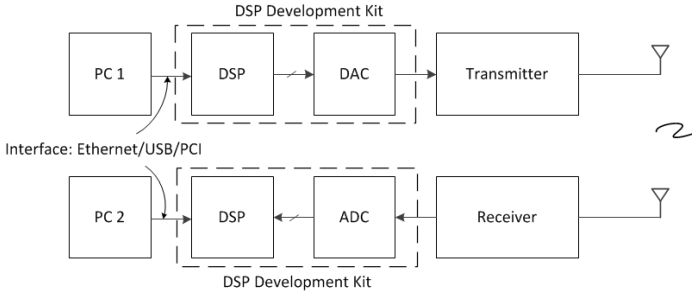 DSP Development Kit
PC 1
DSP
DAC
Transmitter
Interface: Ethernet/USB/PCI
PC 2
DSP
ADC
Receiver
DSP Development Kit